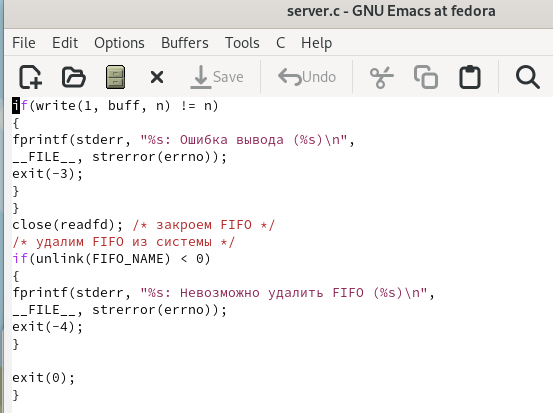 server.c - GNU Emacs at fedora
File Edit Options Buffers Tools C Help
Save Undo
if(write(1, buff, n) != n)
{
fprintf(stderr, "%s: Ошибка вывода (%s)\n",
__FILE__, strerror(errno));
exit(-3);
}
}
close(readfd); /* закроем FIFO */
/* удалим FIFO из системы */
if(unlink(FIFO_NAME) < 0)
{
fprintf(stderr, "%s: Невозможно удалить FIFO (%s)\n",
__FILE__, strerror(errno));
exit(-4);
}

exit(0);
}